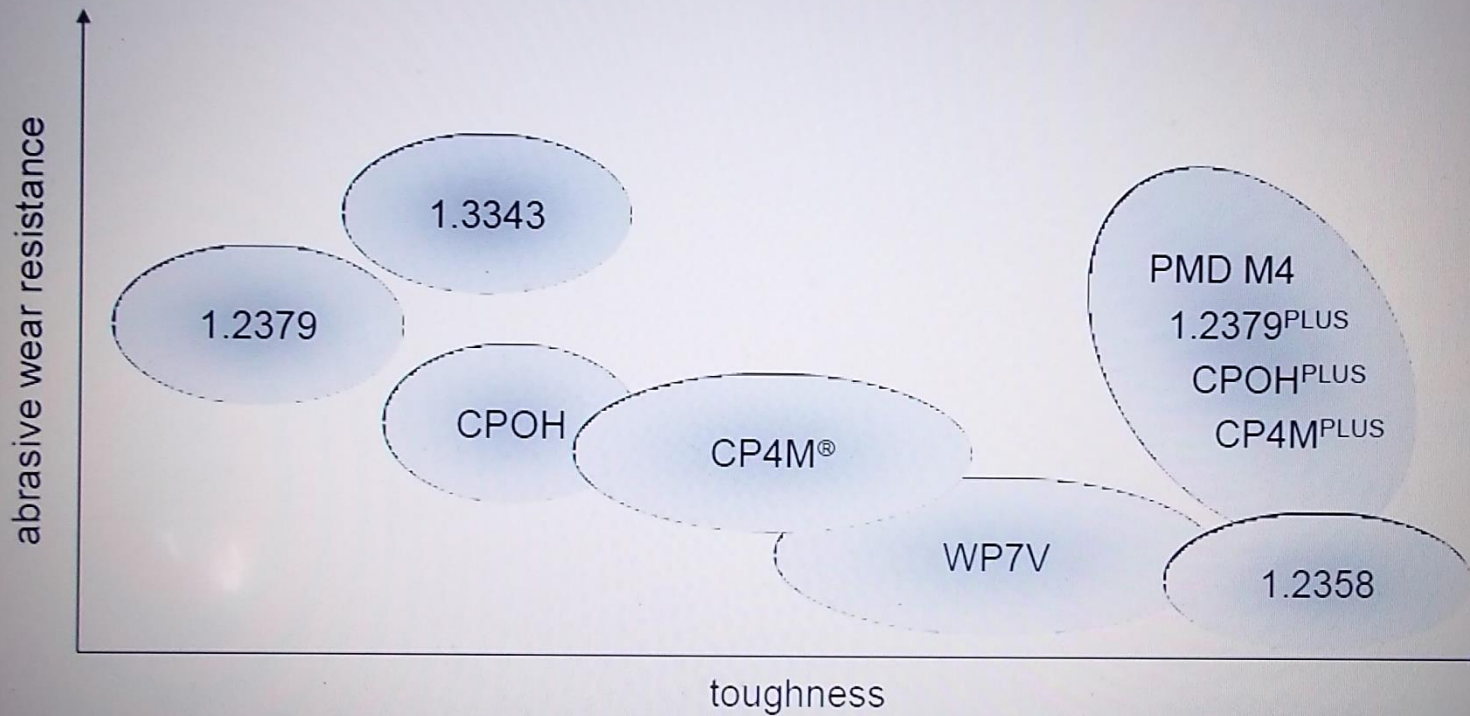 abrasive wear resistance
1.3343
1.2379
CPOH
CP4M®
WP7V
PMD M4
1.2379PLUS
CPOHPLUS
CP4MPLUS
1.2358
toughness